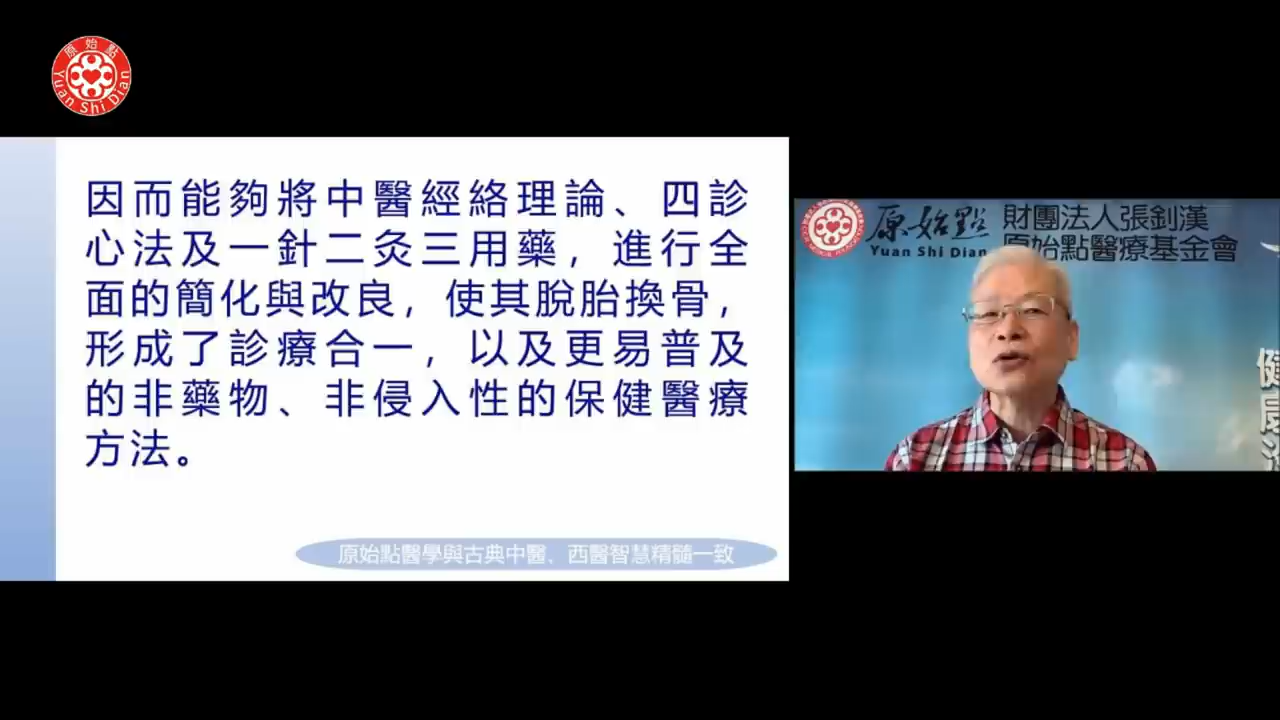 原始點
Yuan Shi Dian
因而能夠將中醫經絡理論、四診
心法及一針二灸三用藥，進行全
面的簡化與改良，使其脫胎換骨，
形成了診療合一，以及更易普及
的非藥物、非侵入性的保健醫療
方法。
原始點醫學與古典中醫、西醫智慧精髓一致
原始點
Yuan Shi Dian
財團法人張釗漢
原始點醫療基金會